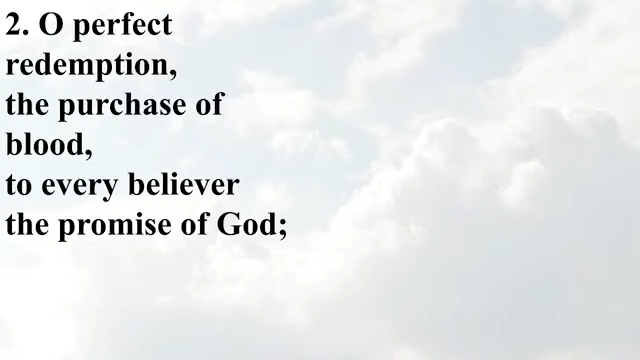 2. O perfect
redemption,
the purchase of
blood,
to every believer
the promise of God;